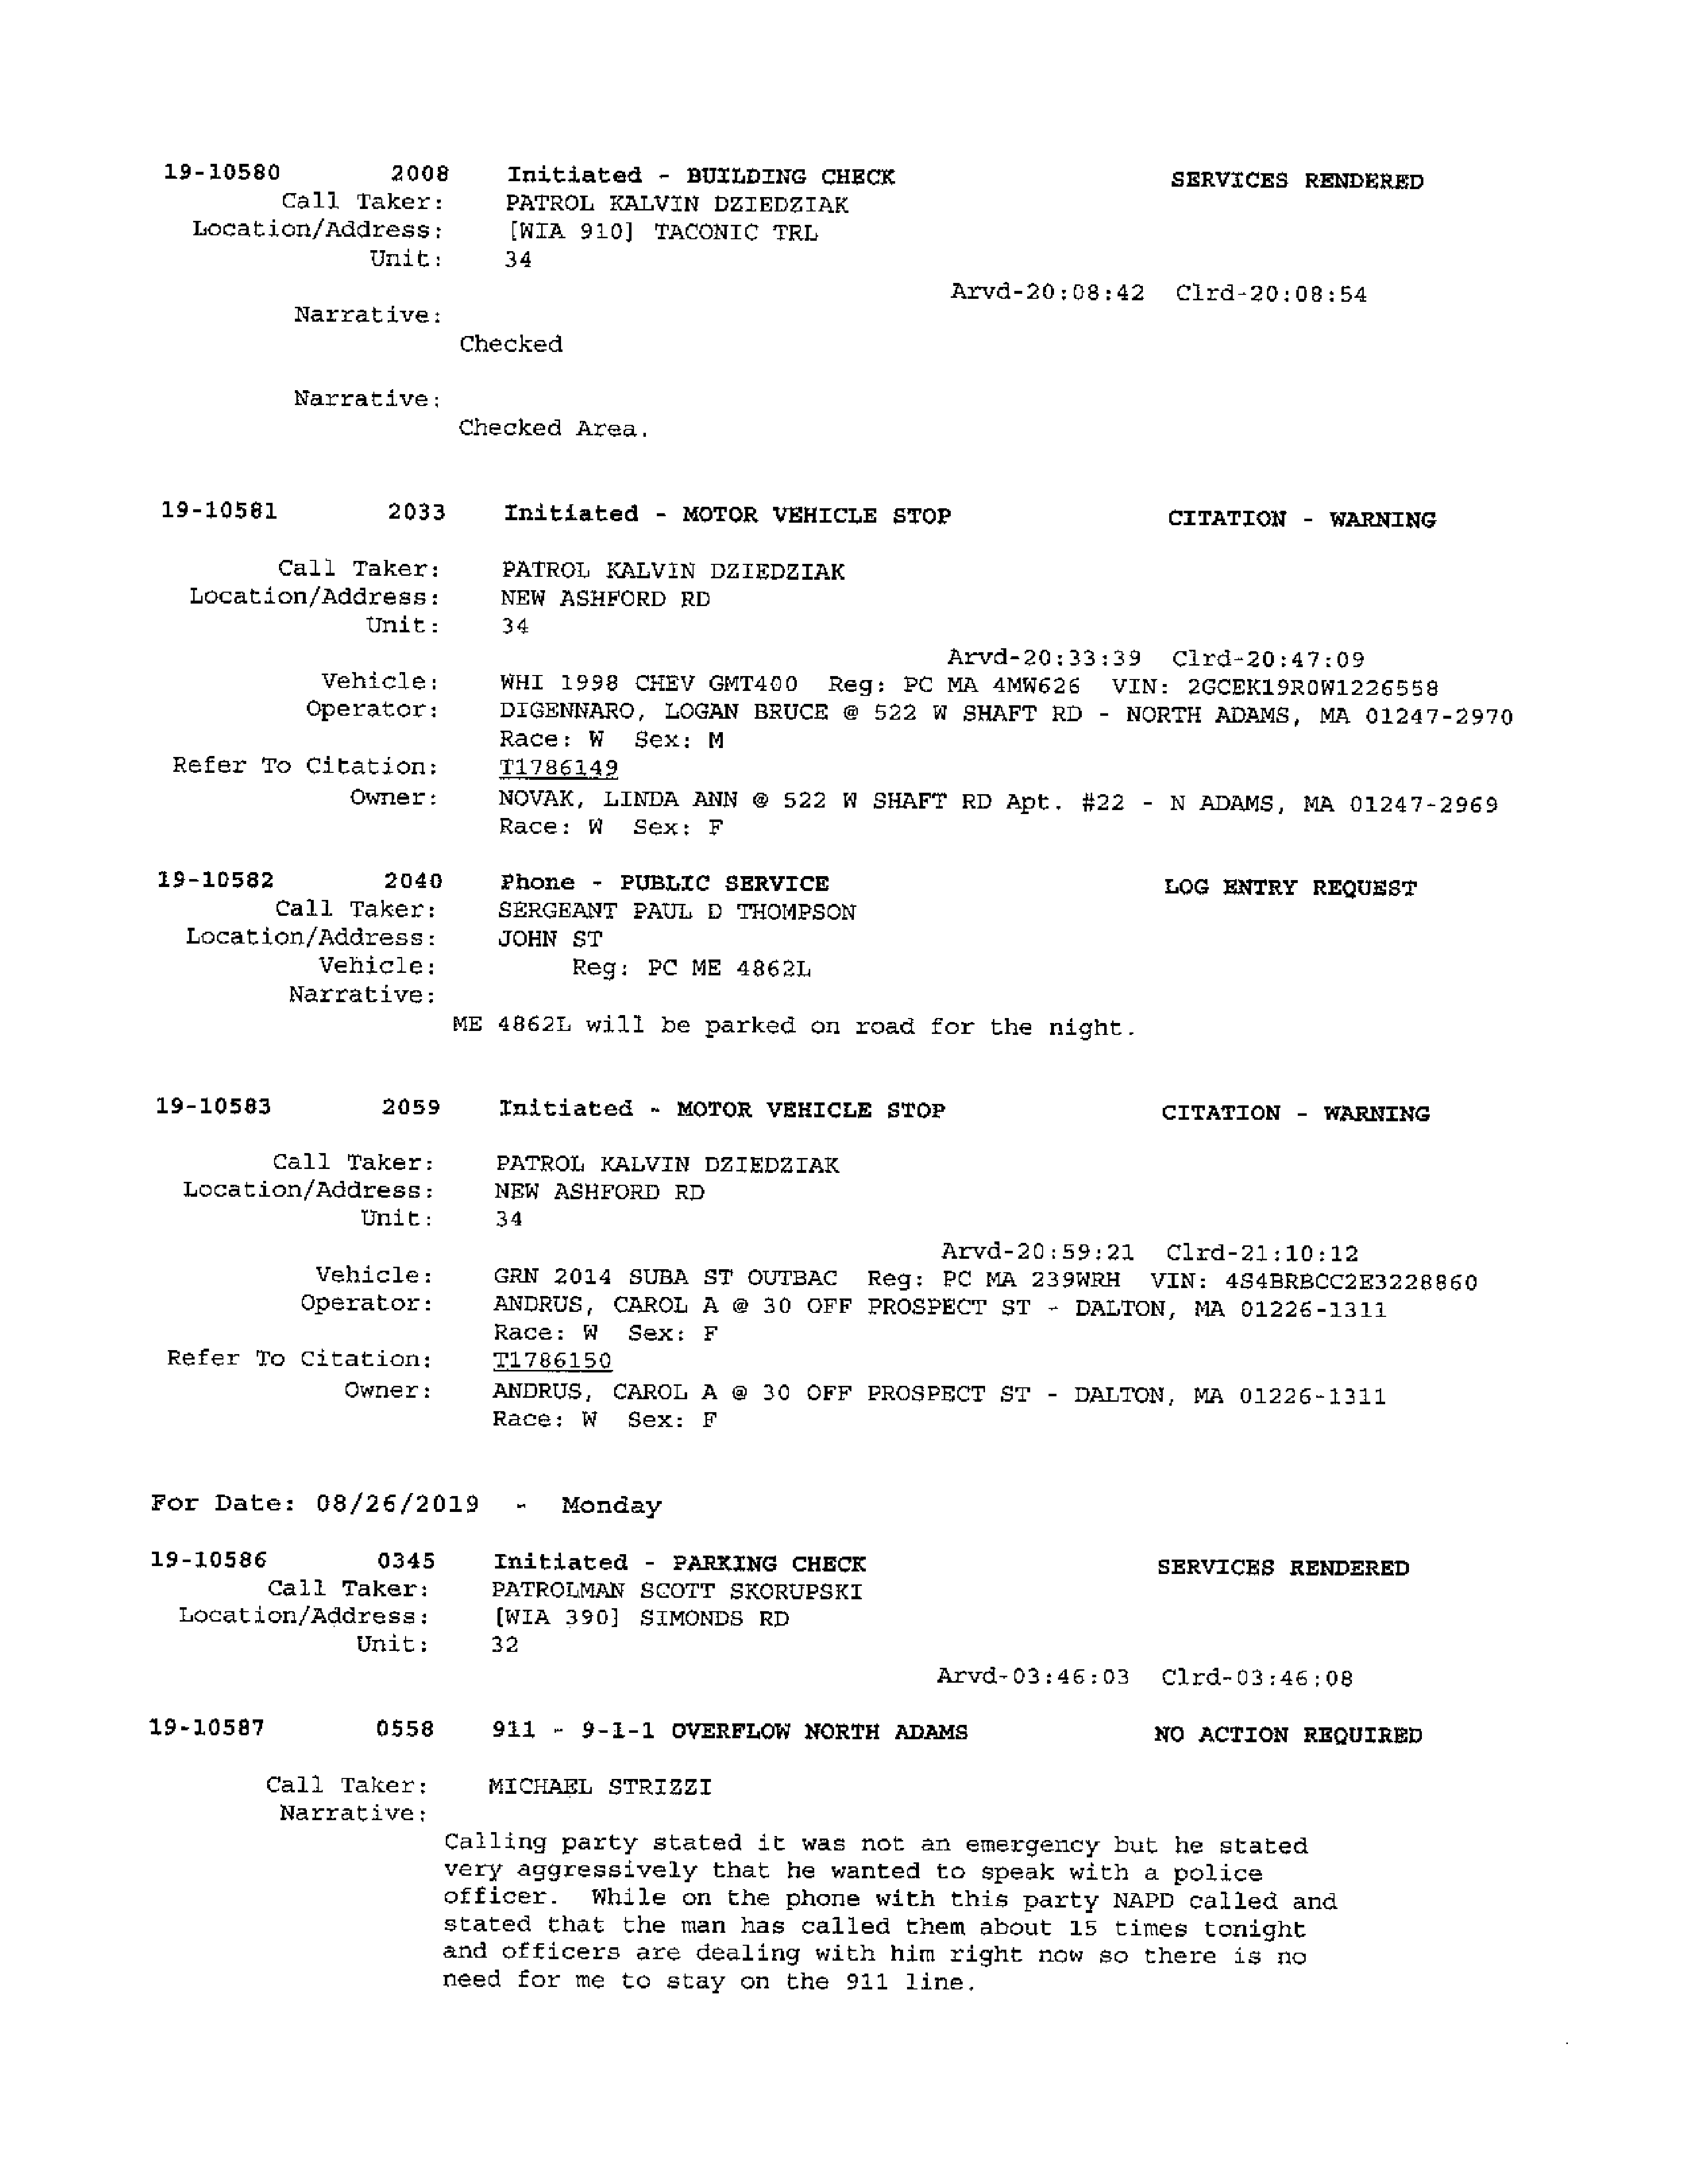 19-10580 2008 Initiated - BUILDING CHECK SERVICES RENDERED
Call Taker: PATROL KALVIN DZIEDZIAK
Location/Address: [WIA 910] TACONIC TRL
Unit: 34
Arvd-20:08:42 Clrd-20:08:54
Narrative:
Checked
Narrative:
Checked Area.
19-10581 2033 Initiated - MOTOR VEHICLE STOP CITATION - WARNING
Call Taker: PATROL KALVIN DZIEDZIAK
Location/Address: NEW ASHFORD RD
Unit: 34
Arvd-20:33:39 Clrd-20:47:09
Vehicle: WHI 1998 CHEV GMT400 Reg: PC MA 4MW626 VIN: 2GCEK19R0W1226558
Operator: DIGENNARO, LOGAN BRUCE @ 522 W SHAFT RD - NORTH ADAMS, MA 01247-2970
Race: W Sex: M
Refer To Citation: T1786149
Owner: NOVAK, LINDA ANN @ 522 W SHAFT RD Apt. #22 - N ADAMS, MA 01247-2969
Race: W Sex: F
19-10582 2040 Phone - PUBLIC SERVICE LOG ENTRY REQUEST
Call Taker: SERGEANT PAUL D THOMPSON
Location/Address: JOHN ST
Vehicle: Reg: PC ME 4862L
Narrative:
ME 4862L will be parked on road for the night.
19-10583 2059 Initiated - MOTOR VEHICLE STOP CITATION - WARNING
Call Taker: PATROL KALVIN DZIEDZIAK
Location/Address: NEW ASHFORD RD
Unit: 34
Arvd-20:59:21 Clrd-21:10:12
Vehicle: GRN 2014 SUBA ST OUTBAC Reg: PC MA 239WRH VIN: 4S4BRBCC2E3228860
Operator: ANDRUS, CAROL A @ 30 OFF PROSPECT ST - DALTON, MA 01226-1311
Race: W Sex: F
Refer To Citation: T1786150
Owner: ANDRUS, CAROL A @ 30 OFF PROSPECT ST - DALTON, MA 01226-1311
Race: W Sex: F
For Date: 08/26/2019 - Monday
19-10586 0345 Initiated - PARKING CHECK SERVICES RENDERED
Call Taker: PATROLMAN SCOTT SKORUPSKI
Location/Address: [WIA 390] SIMONDS RD
Unit: 32
Arvd-03:46:03 Clrd-03:46:08
19-10587 0558 911 - 9-1-1 OVERFLOW NORTH ADAMS NO ACTION REQUIRED
Call Taker: MICHAEL STRIZZI
Narrative:
Calling party stated it was not an emergency but he stated
very aggressively that he wanted to speak with a police
officer. While on the phone with this party NAPD called and
stated that the man has called them about 15 times tonight
and officers are dealing with him right now so there is no
need for me to stay on the 911 line.